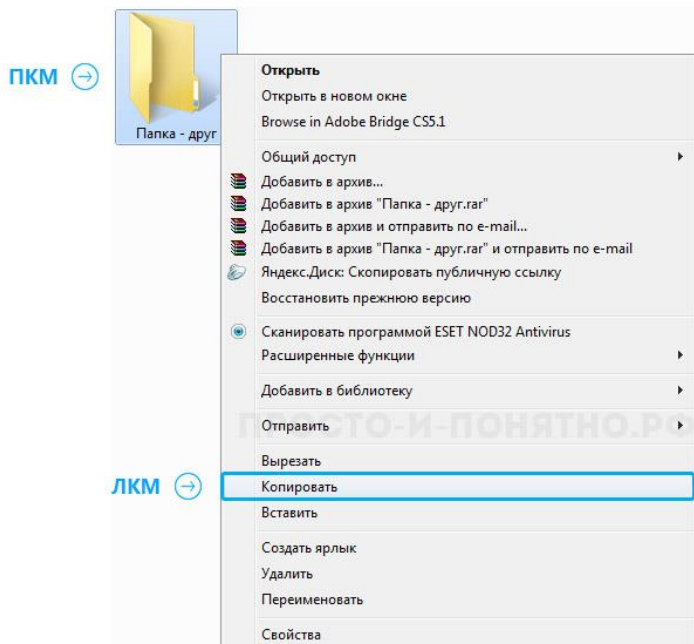 ПКМ
Папка - друг
Открыть
Открыть в новом окне
Browse in Adobe Bridge CS5.1
Общий доступ
Добавить в архив...
Добавить в архив "Папка - друг.rar"
Добавить в архив и отправить по e-mail...
Добавить в архив "Папка - друг.rar" и отправить по e-mail
Яндекс.Диск: Скопировать публичную ссылку
Восстановить прежнюю версию
Сканировать программой ESET NOD32 Antivirus
Расширенные функции
Добавить в библиотеку
ПРОСТО-И-ПОНЯТНО.РФ
Отправить
Вырезать
ЛКМ
Копировать
Вставить
Создать ярлык
Удалить
Переименовать
Свойства